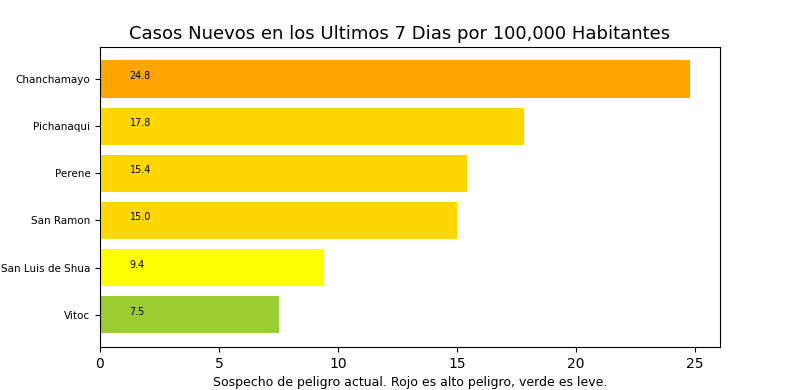 Casos Nuevos en los Ultimos 7 Dias por 100,000 Habitantes
Chanchamayo 24.8
Pichanaqui 17.8
Perene 15.4
San Ramon 15.0
San Luis de Shua 9.4
Vitoc 7.5
0 5 10 15 20 25
Sospecho de peligro actual. Rojo es alto peligro, verde es leve.